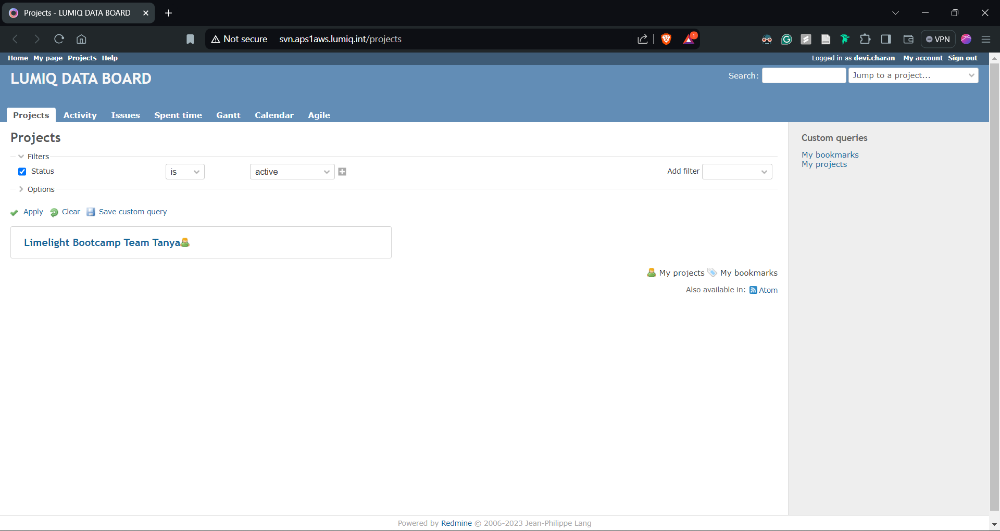 Projects - LUMIQ DATA BOARD
Not secure svn.aps1aws.lumiq.int/projects
1
VPN
Home My page Projects Help
Logged in as devi.charan My account Sign out
LUMIQ DATA BOARD
Search: Jump to a project...
Projects Activity Issues Spent time Gantt Calendar Agile
Projects
Filters
Status is active Add filter
Options
Apply Clear Save custom query
Limelight Bootcamp Team Tanya
My projects My bookmarks
Also available in: Atom
Custom queries
My bookmarks
My projects
Powered by Redmine © 2006-2023 Jean-Philippe Lang